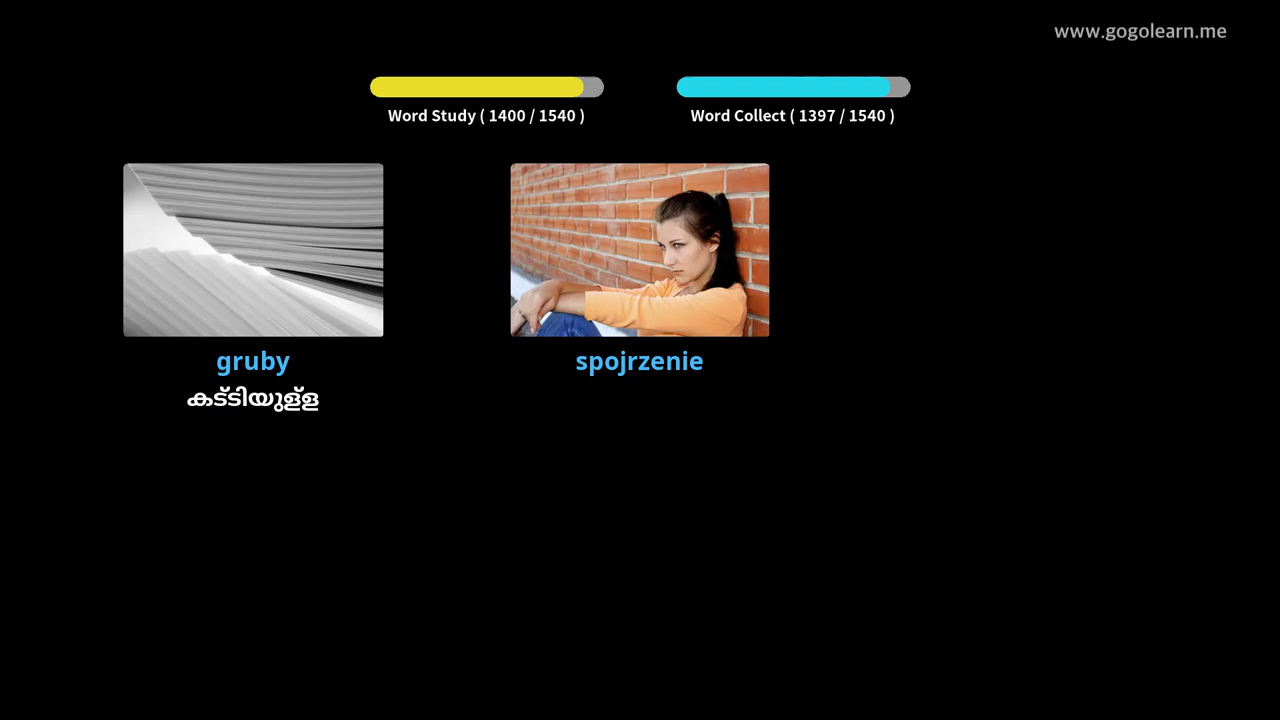 www.gogolearn.me
Word Study ( 1400 / 1540 )
Word Collect ( 1397 / 1540 )
gruby
spojrzenie
കട്ടിയുള്ള